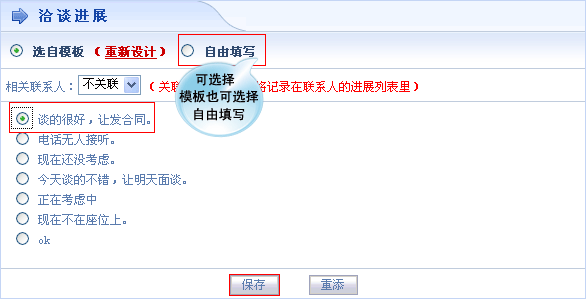 洽谈进展
选自模板 （ 重新设计 ） 自由填写
相关联系人： 不关联 （ 关联 将记录在联系人的进展列表里 ）
可选择
模板也可选择
自由填写
谈的很好，让发合同。
电话无人接听。
现在还没考虑。
今天谈的不错，让明天面谈。
正在考虑中
现在不在座位上。
ok
保存 重添